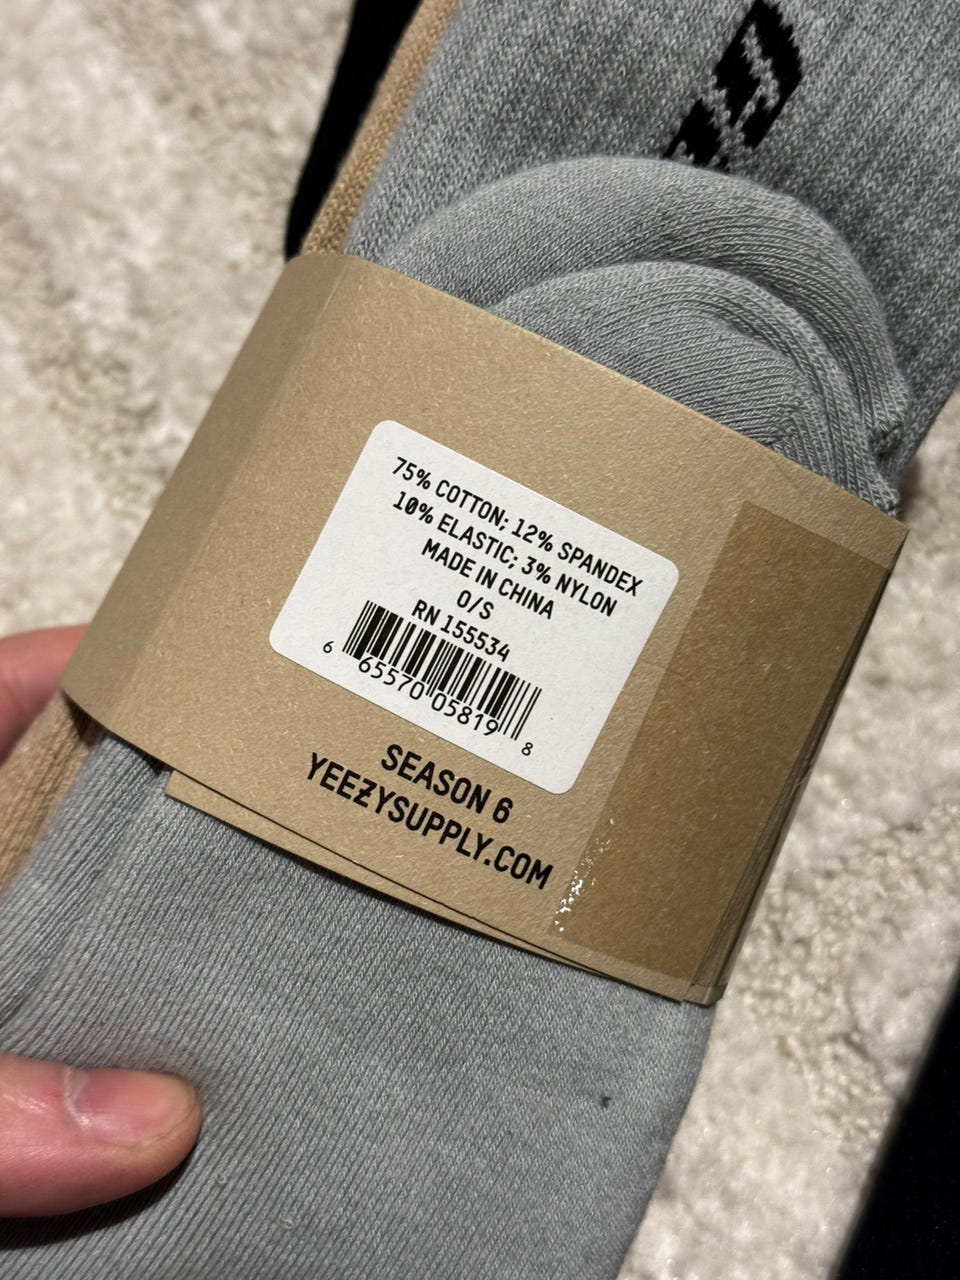 75% COTTON; 12% SPANDEX
10% ELASTIC; 3% NYLON
MADE IN CHINA
O/S
RN 155534
6 65570 05819 8
SEASON 6
YEEZYSUPPLY.COM